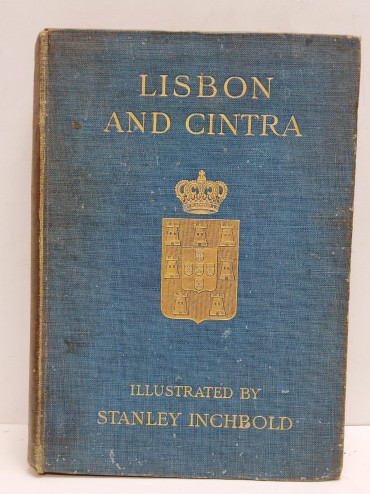 LISBON
AND CINTRA
ILLUSTRATED BY
STANLEY INCHBOLD